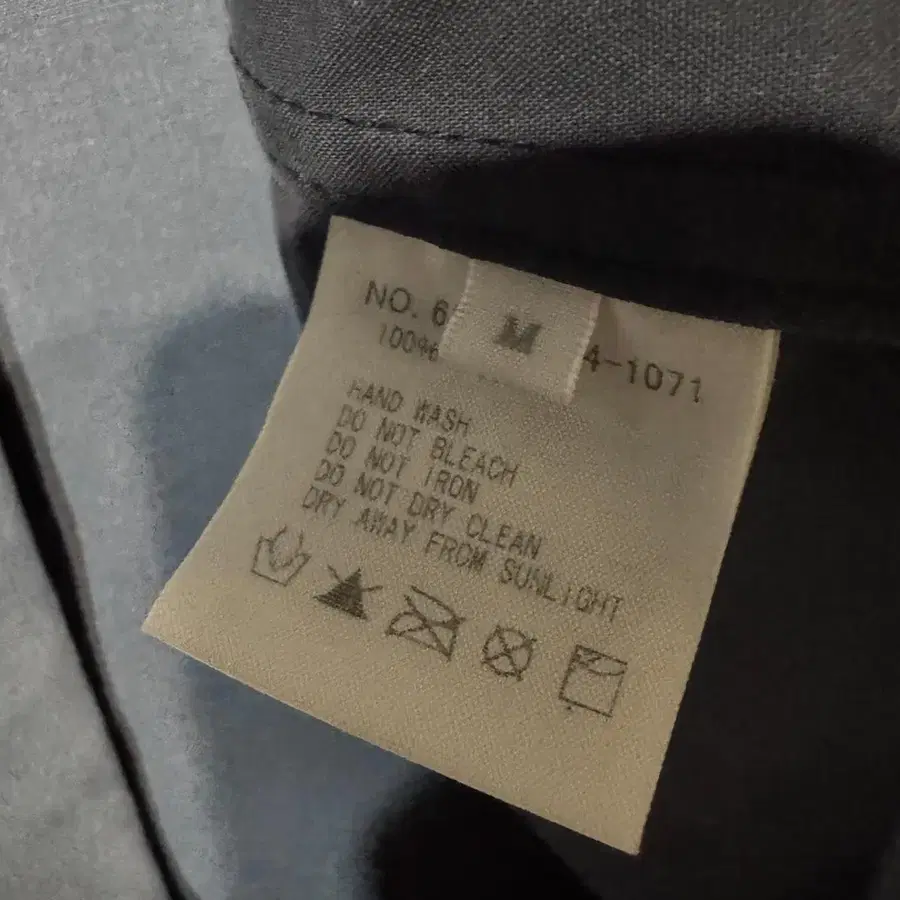 M
NO. 6 4-1071
100%
HAND WASH
DO NOT BLEACH
DO NOT IRON
DO NOT DRY CLEAN
DRY AWAY FROM SUNLIGHT